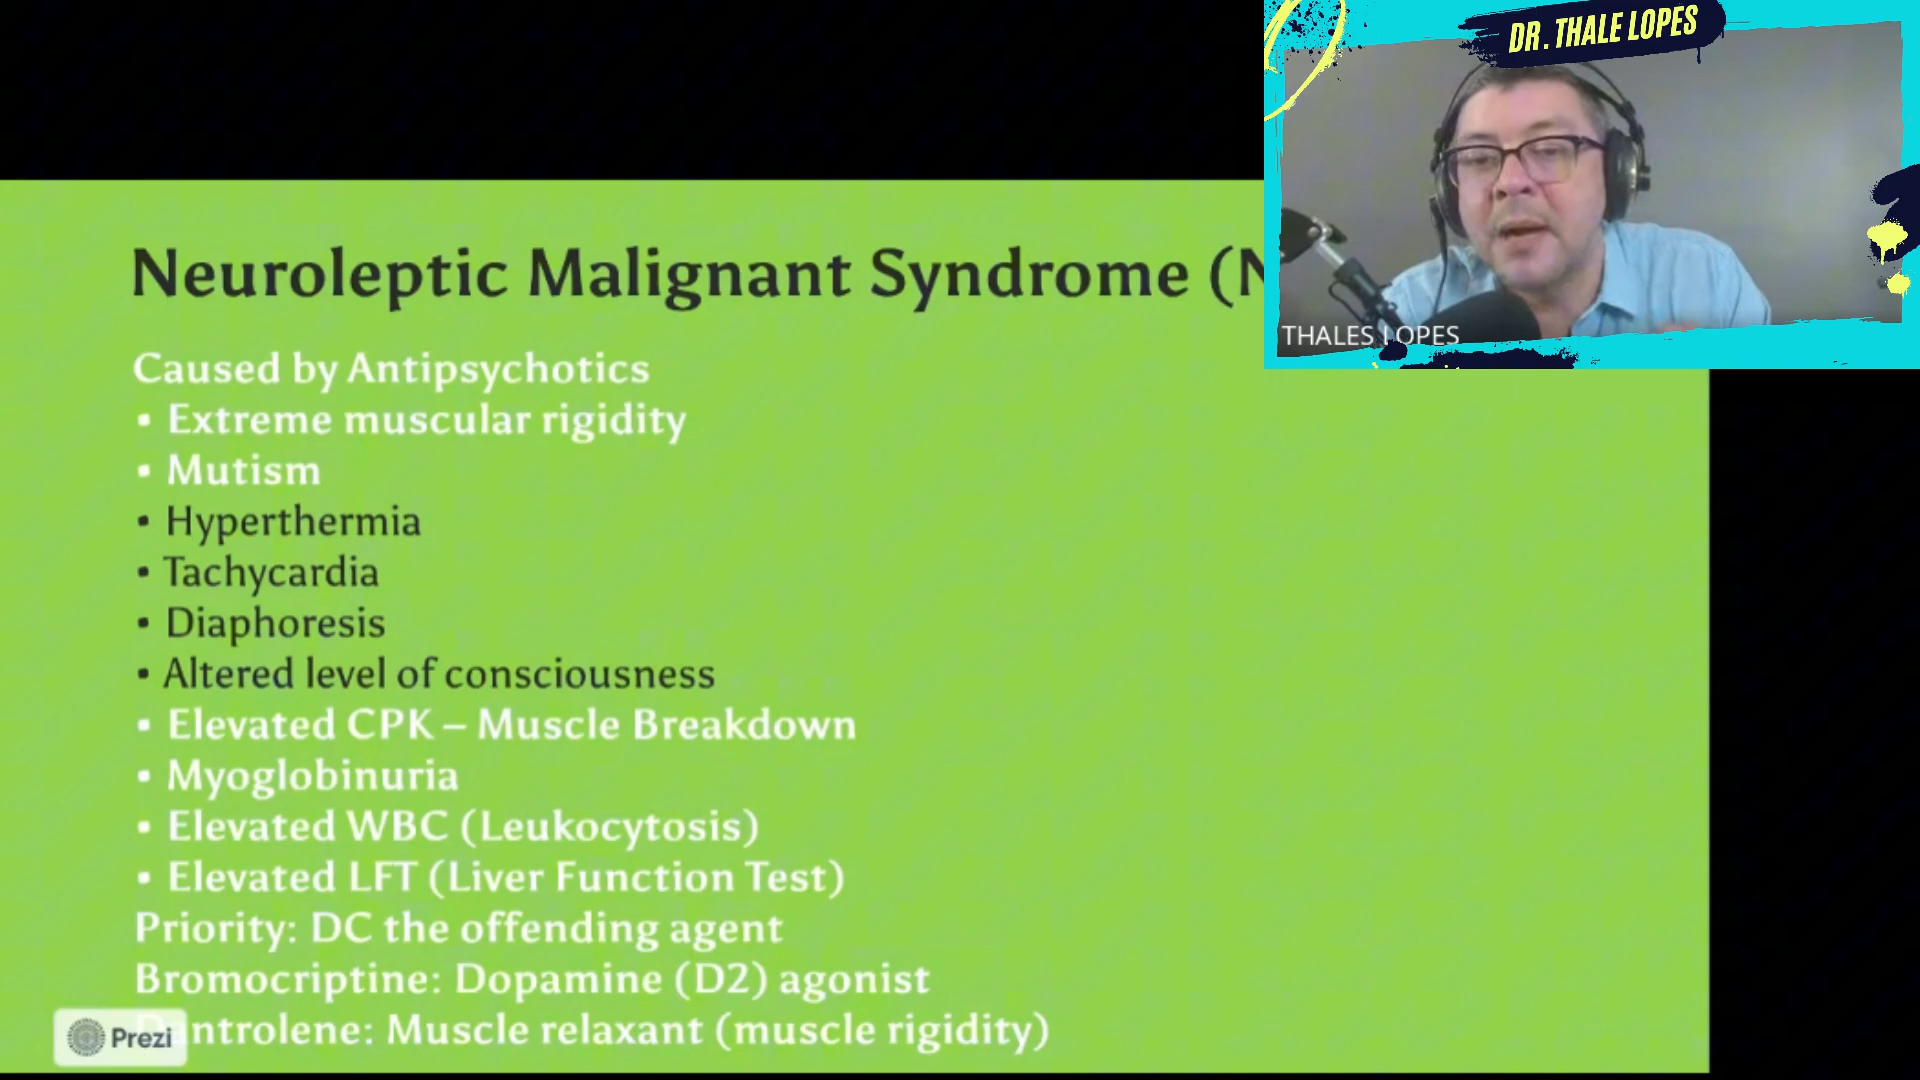 DR. THALE LOPES
THALES LOPES
Neuroleptic Malignant Syndrome (N
Caused by Antipsychotics
• Extreme muscular rigidity
• Mutism
• Hyperthermia
• Tachycardia
• Diaphoresis
• Altered level of consciousness
• Elevated CPK – Muscle Breakdown
• Myoglobinuria
• Elevated WBC (Leukocytosis)
• Elevated LFT (Liver Function Test)
Priority: DC the offending agent
Bromocriptine: Dopamine (D2) agonist
Dantrolene: Muscle relaxant (muscle rigidity)
Prezi